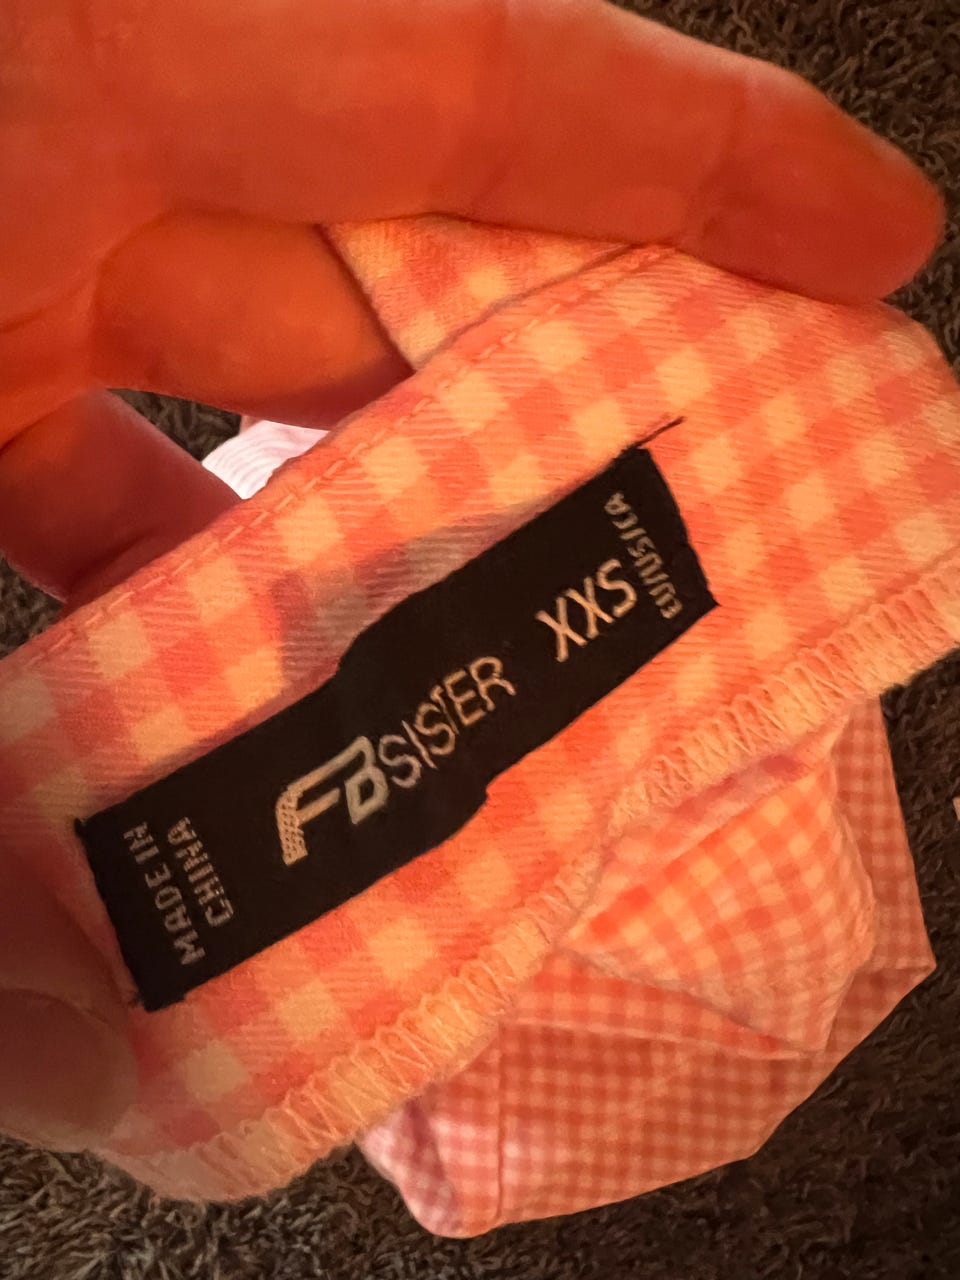 MADE IN
CHINA
FBSISTER
XXS
EU/US/CA